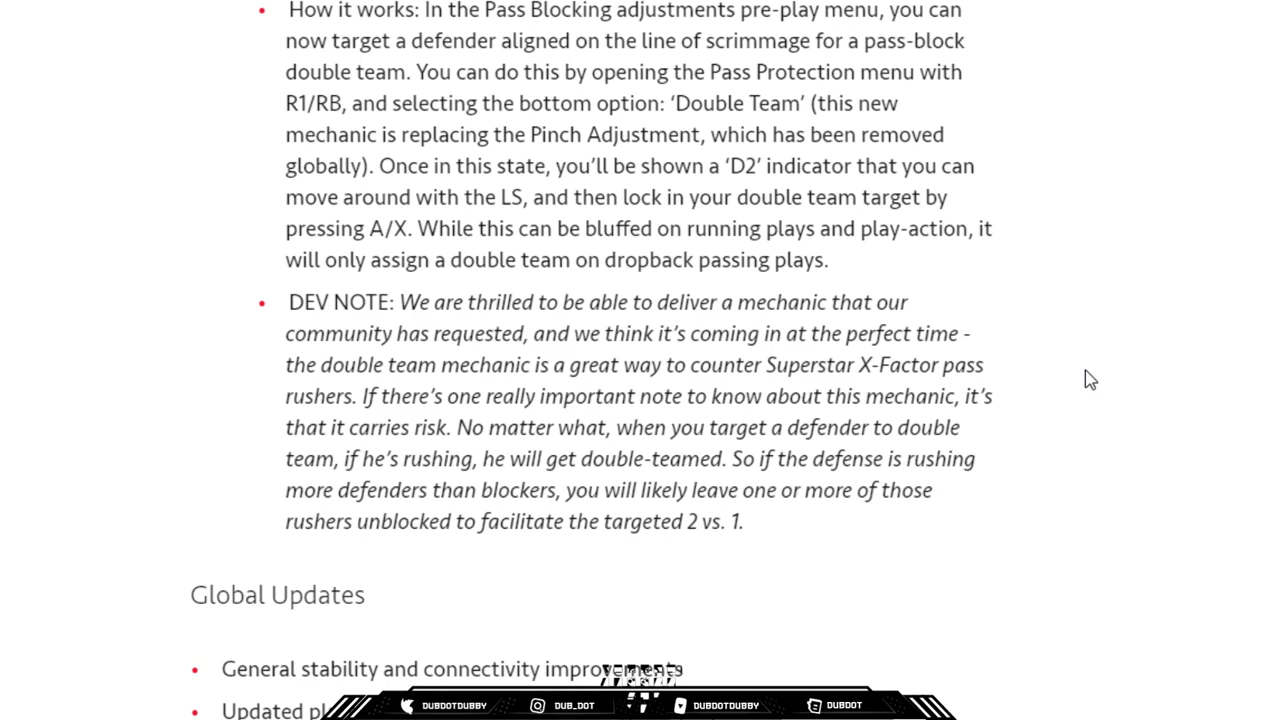 • How it works: In the Pass Blocking adjustments pre-play menu, you can
now target a defender aligned on the line of scrimmage for a pass-block
double team. You can do this by opening the Pass Protection menu with
R1/RB, and selecting the bottom option: ‘Double Team’ (this new
mechanic is replacing the Pinch Adjustment, which has been removed
globally). Once in this state, you’ll be shown a ‘D2’ indicator that you can
move around with the LS, and then lock in your double team target by
pressing A/X. While this can be bluffed on running plays and play-action, it
will only assign a double team on dropback passing plays.
• DEV NOTE: We are thrilled to be able to deliver a mechanic that our
community has requested, and we think it’s coming in at the perfect time -
the double team mechanic is a great way to counter Superstar X-Factor pass
rushers. If there’s one really important note to know about this mechanic, it’s
that it carries risk. No matter what, when you target a defender to double
team, if he’s rushing, he will get double-teamed. So if the defense is rushing
more defenders than blockers, you will likely leave one or more of those
rushers unblocked to facilitate the targeted 2 vs. 1.
Global Updates
• General stability and connectivity improvements
• Updated
DUBDOTDUBBY DUB_DOT DUBDOTDUBBY DUBDOT